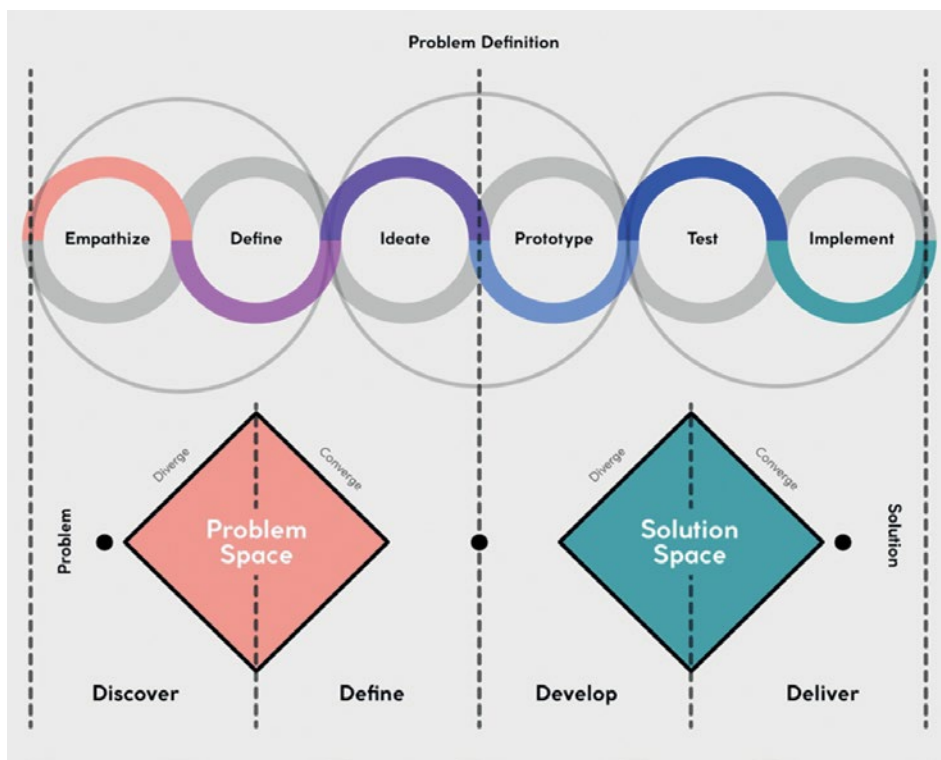 Problem Definition
Empathize
Define
Ideate
Prototype
Test
Implement
Diverge
Converge
Diverge
Converge
Problem
Problem
Space
Solution
Space
Solution
Discover
Define
Develop
Deliver